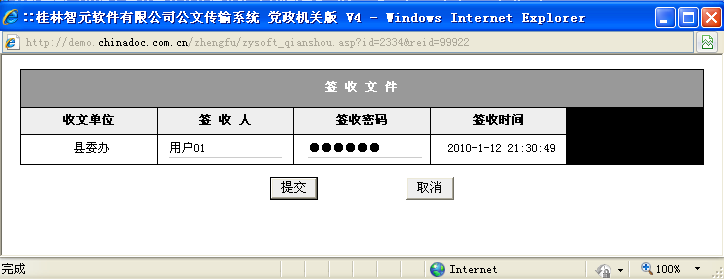 ::桂林智元软件有限公司公文传输系统 党政机关版 V4 - Windows Internet Explorer
http://demo.chinadoc.com.cn/zhengfu/zysoft_qianshou.asp?id=2334&reid=99922
签 收 文 件
收文单位 签 收 人 签收密码 签收时间
县委办 用户01 ●●●●●● 2010-1-12 21:30:49
提交 取消
完成 Internet 100%